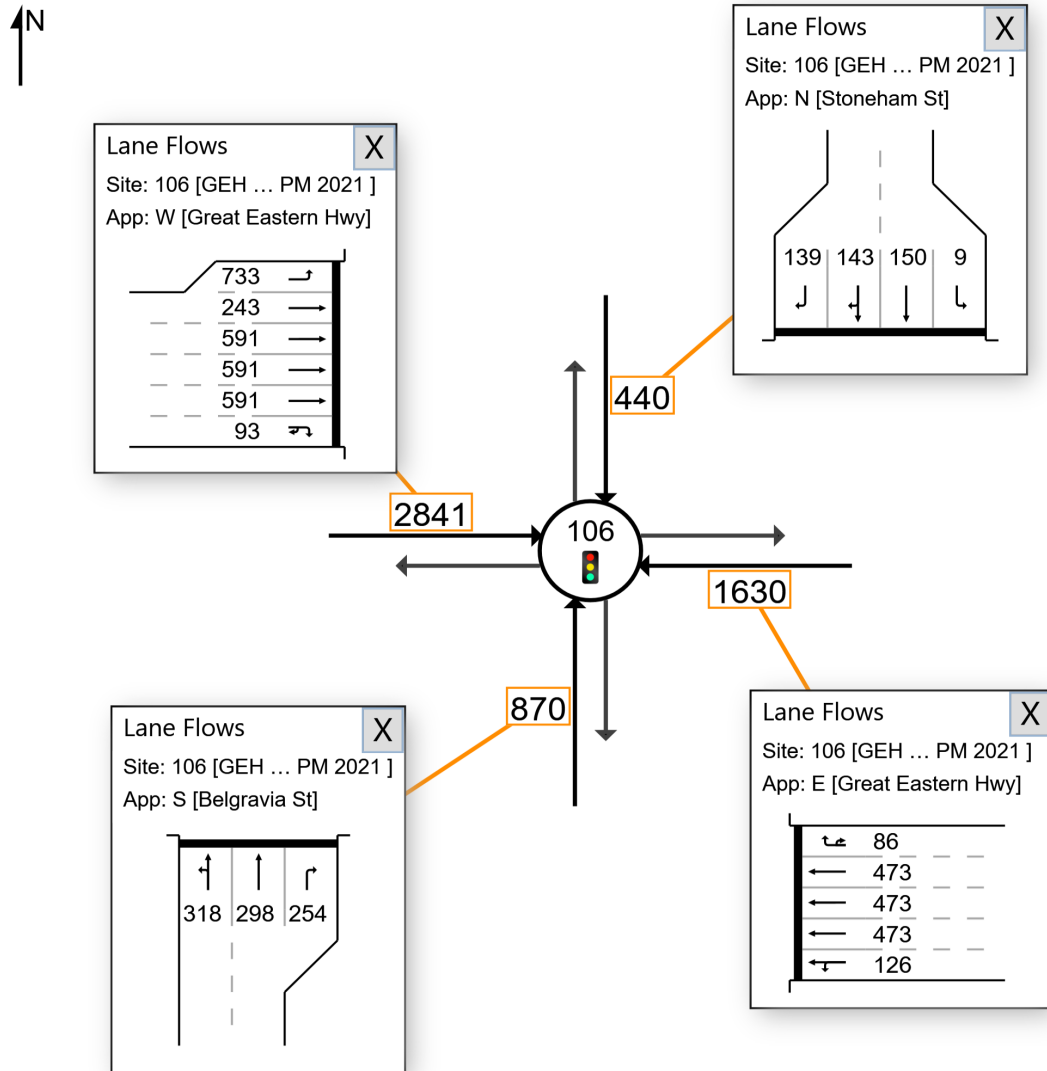 N
Lane Flows X
Site: 106 [GEH ... PM 2021 ]
App: N [Stoneham St]
139 143 150 9
Lane Flows X
Site: 106 [GEH ... PM 2021 ]
App: W [Great Eastern Hwy]
733
243
591
591
591
93
440
2841
106
1630
870
Lane Flows X
Site: 106 [GEH ... PM 2021 ]
App: S [Belgravia St]
318 298 254
Lane Flows X
Site: 106 [GEH ... PM 2021 ]
App: E [Great Eastern Hwy]
86
473
473
473
126